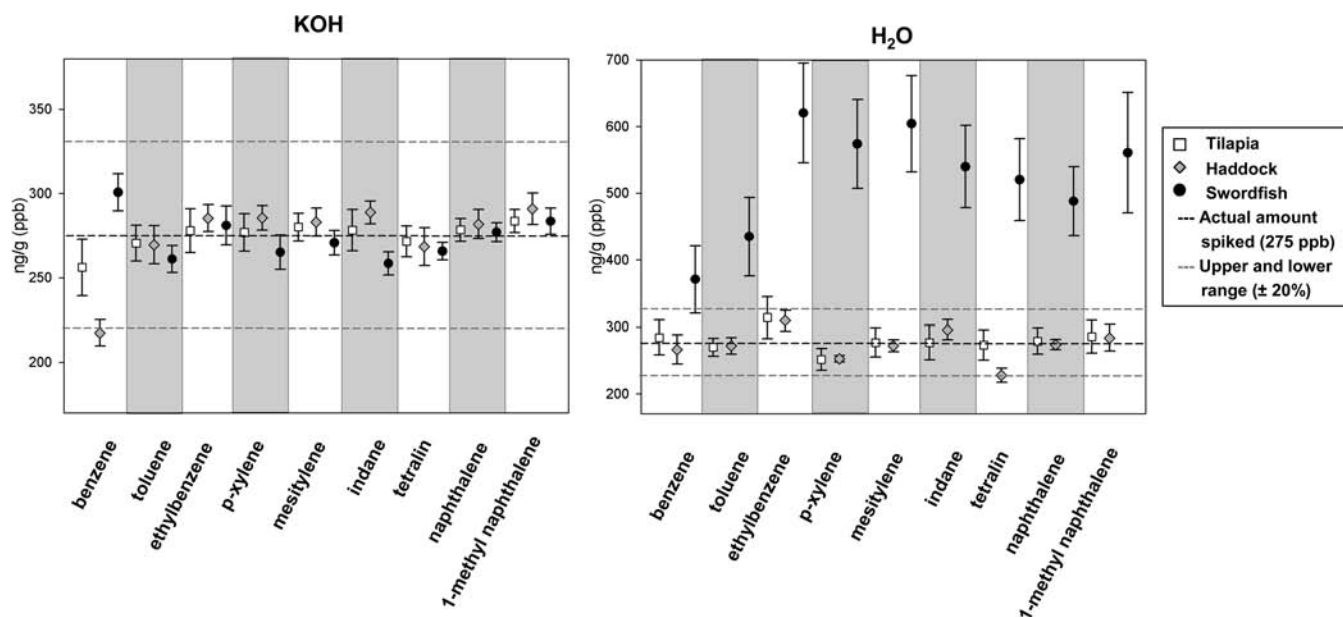 KOH
350
300
250
200
ng/g (ppb)
benzene
toluene
ethylbenzene
p-xylene
mesitylene
indane
tetralin
naphthalene
1-methyl naphthalene
H₂O
700
600
500
400
300
200
ng/g (ppb)
benzene
toluene
ethylbenzene
p-xylene
mesitylene
indane
tetralin
naphthalene
1-methyl naphthalene
Tilapia
Haddock
Swordfish
Actual amount
spiked (275 ppb)
Upper and lower
range (± 20%)